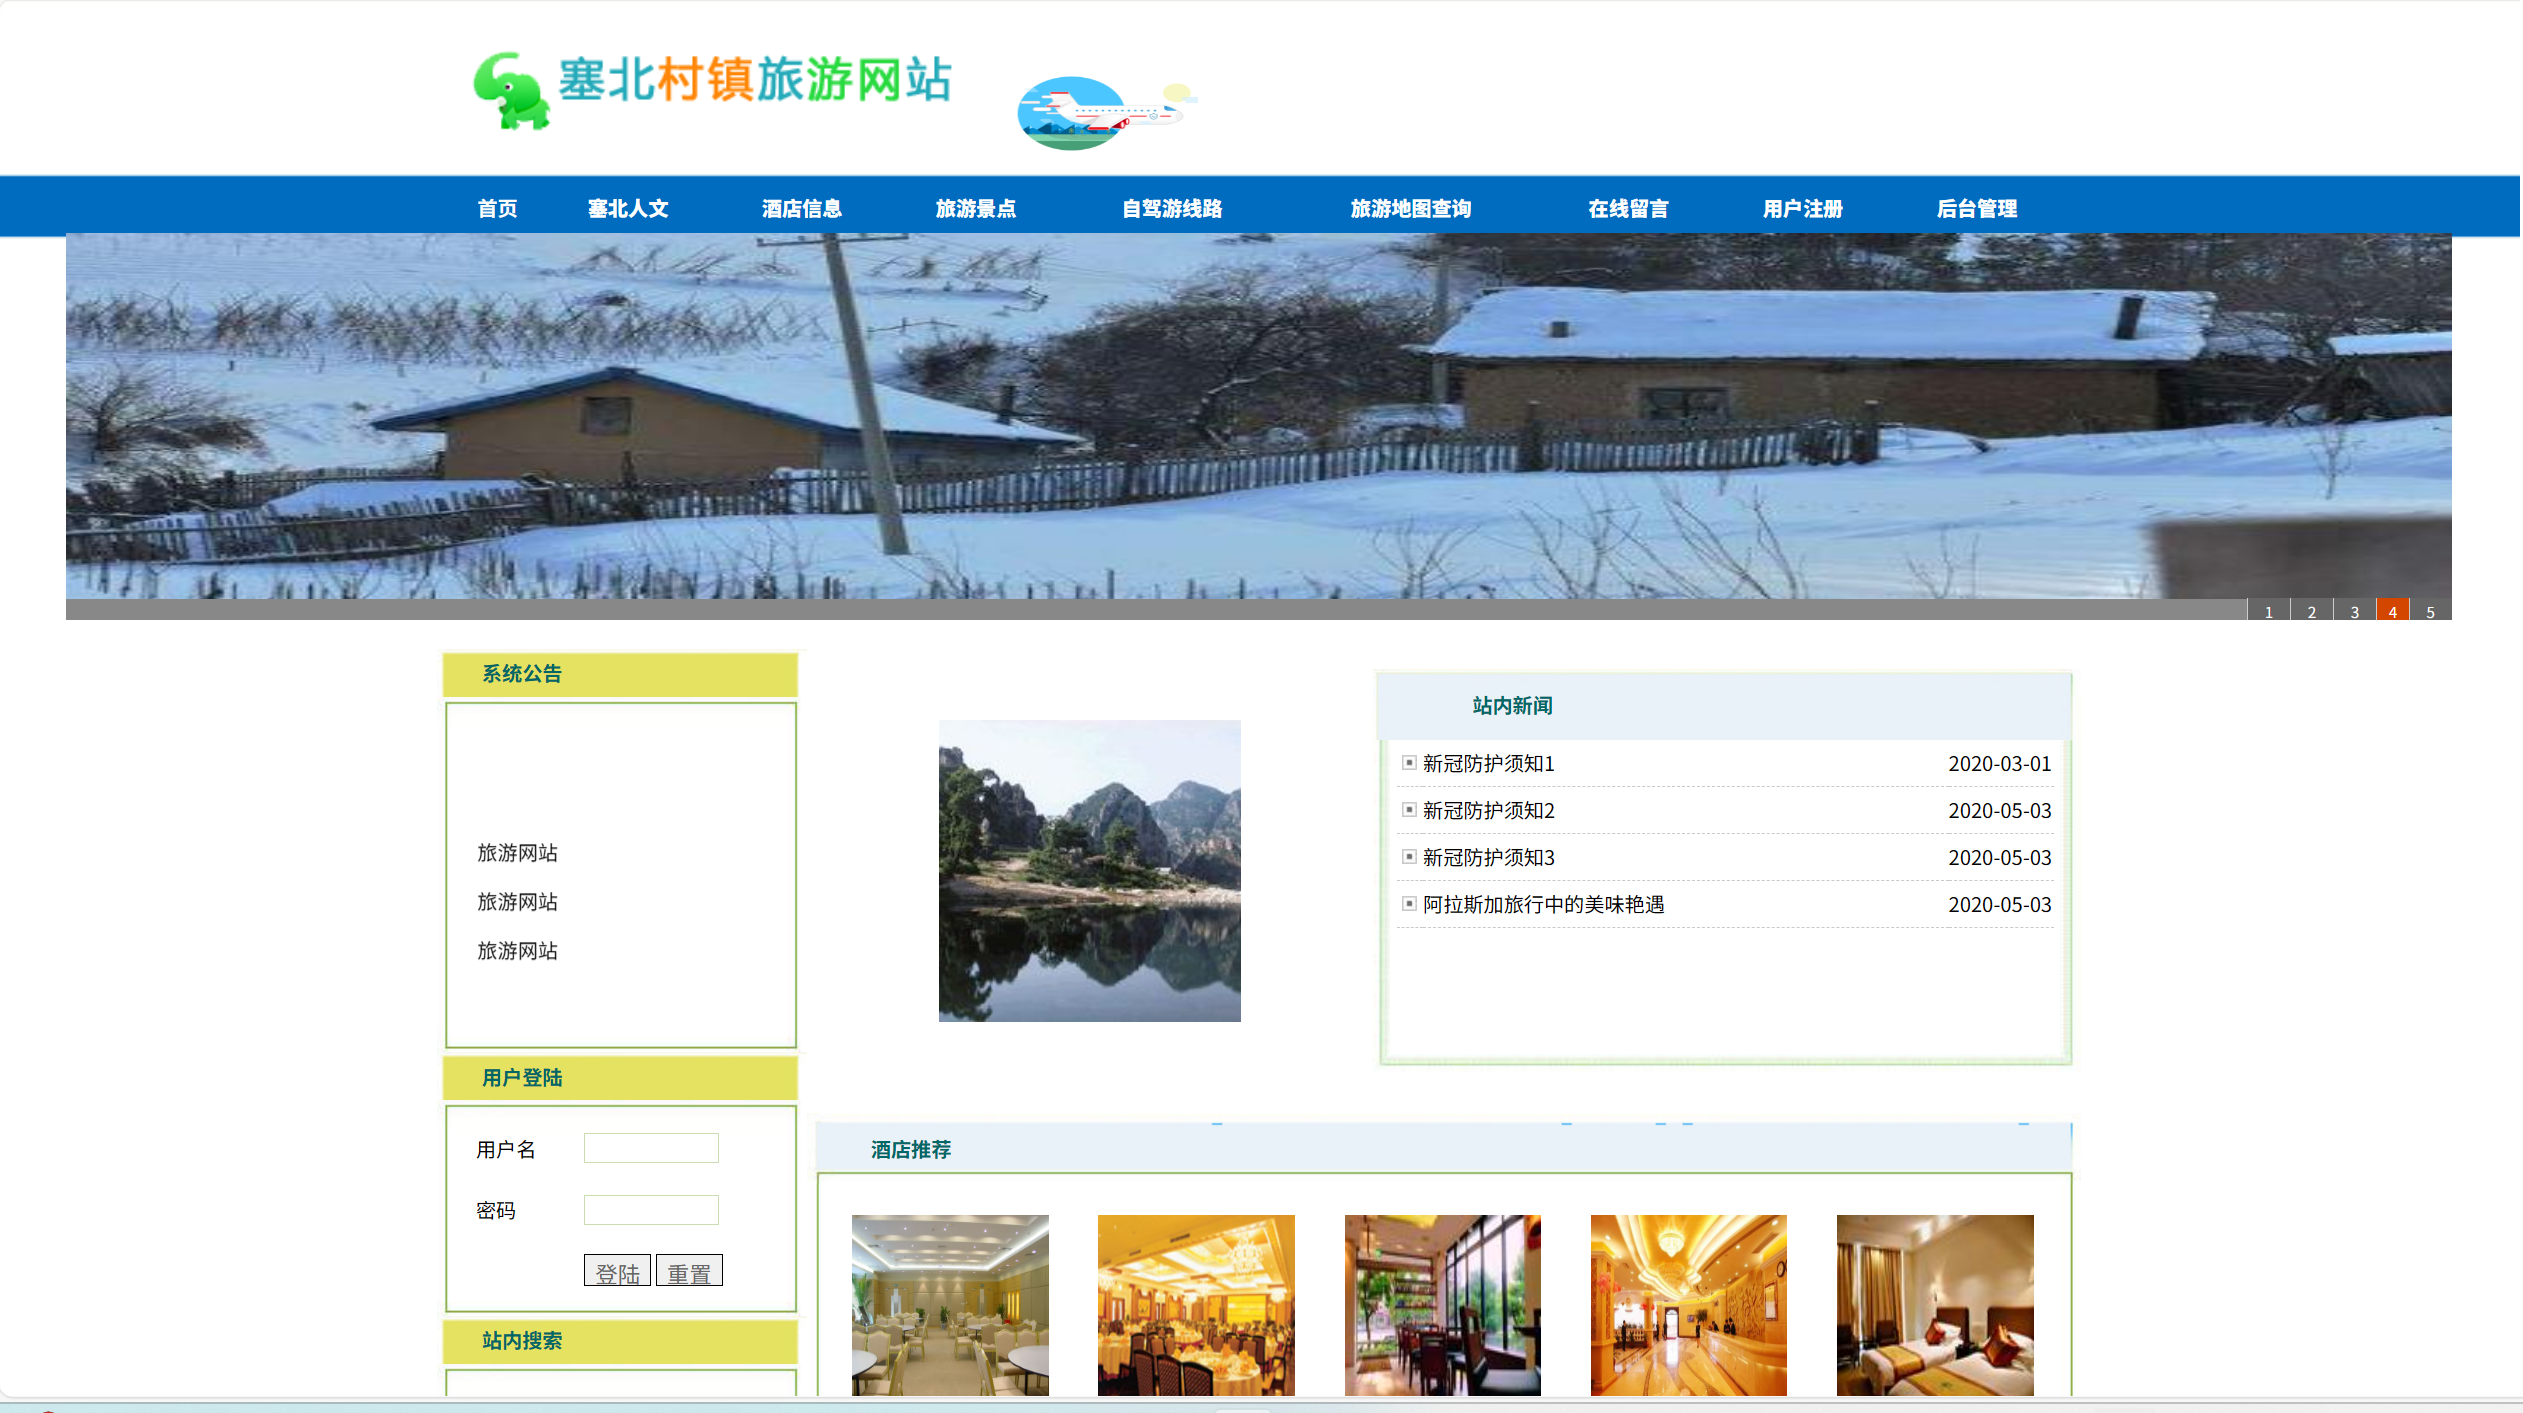 塞北村镇旅游网站
首页 塞北人文 酒店信息 旅游景点 自驾游线路 旅游地图查询 在线留言 用户注册 后台管理
1 2 3 4 5
系统公告
旅游网站
旅游网站
旅游网站
站内新闻
新冠防护须知1 2020-03-01
新冠防护须知2 2020-05-03
新冠防护须知3 2020-05-03
阿拉斯加旅行中的美味艳遇 2020-05-03
用户登陆
用户名
密码
登陆 重置
酒店推荐
站内搜索